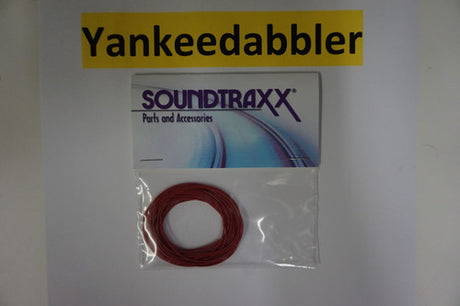 Yankeedabbler
SOUNDTRAXX®
Parts and Accessories